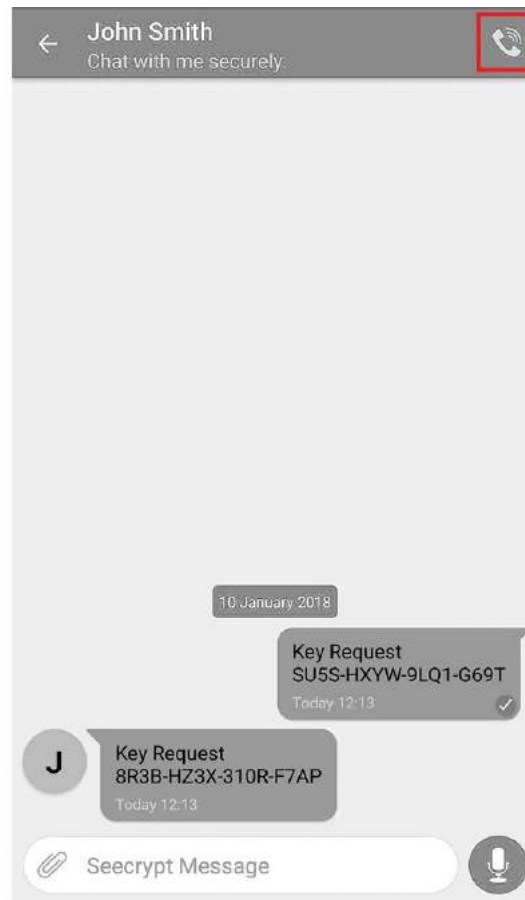 John Smith
Chat with me securely.
10 January 2018
Key Request
SU5S-HXYW-9LQ1-G69T
Today 12:13
J
Key Request
8R3B-HZ3X-310R-F7AP
Today 12:13
Seecrypt Message